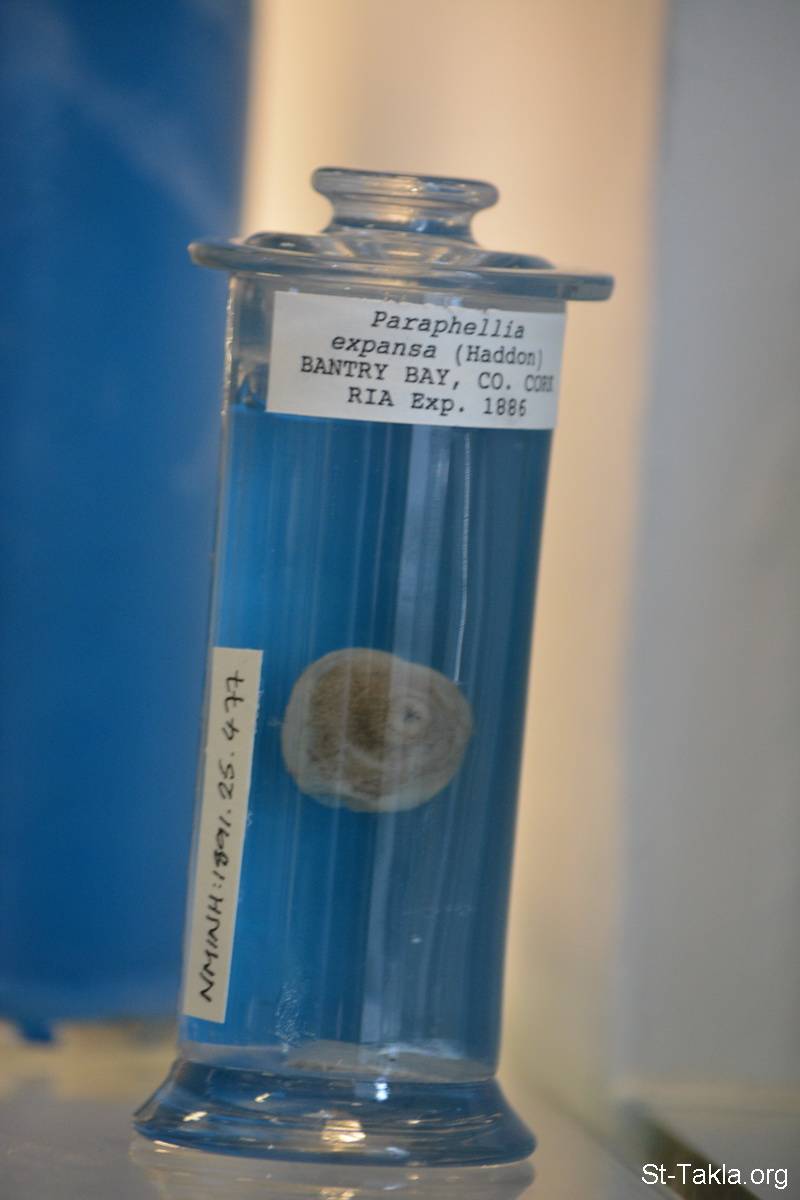 Paraphellia
expansa (Haddon)
BANTRY BAY, CO. CORK
RIA Exp. 1886
NMINH:1891.25.477
St-Takla.org